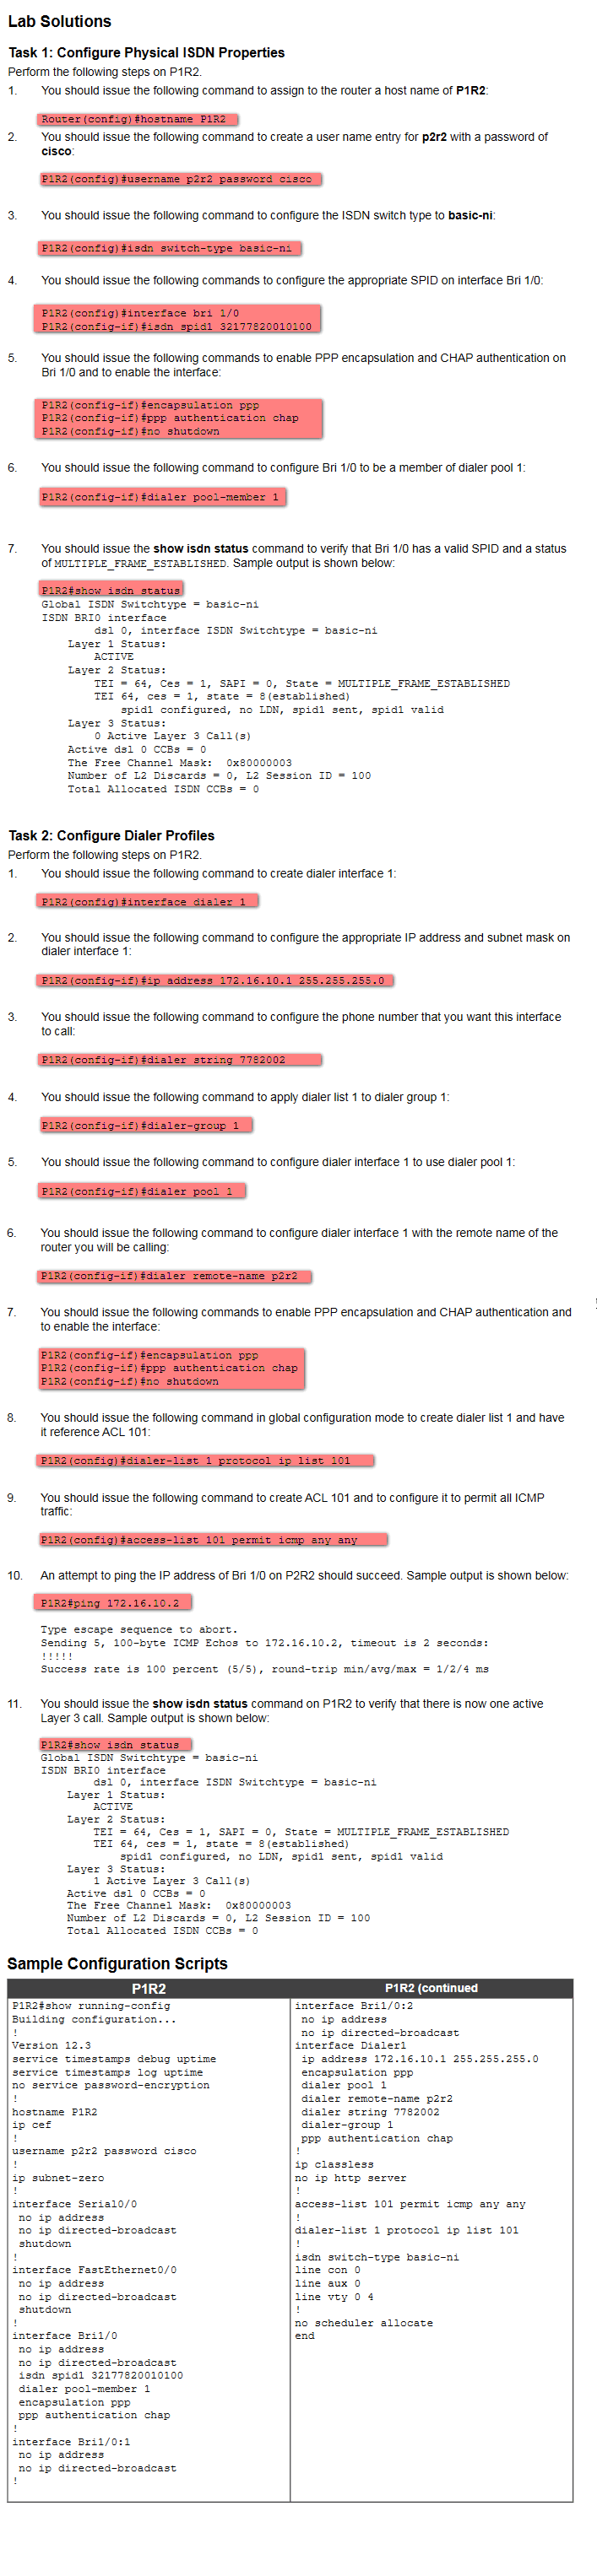 Lab Solutions
Task 1: Configure Physical ISDN Properties
Perform the following steps on P1R2.
1. You should issue the following command to assign to the router a host name of P1R2:
Router(config)#hostname P1R2
2. You should issue the following command to create a user name entry for p2r2 with a password of
cisco:
P1R2(config)#username p2r2 password cisco
3. You should issue the following command to configure the ISDN switch type to basic-ni:
P1R2(config)#isdn switch-type basic-ni
4. You should issue the following commands to configure the appropriate SPID on interface Bri 1/0:
P1R2(config)#interface bri 1/0
P1R2(config-if)#isdn spid1 32177820010100
5. You should issue the following commands to enable PPP encapsulation and CHAP authentication on
Bri 1/0 and to enable the interface:
P1R2(config-if)#encapsulation ppp
P1R2(config-if)#ppp authentication chap
P1R2(config-if)#no shutdown
6. You should issue the following command to configure Bri 1/0 to be a member of dialer pool 1:
P1R2(config-if)#dialer pool-member 1
7. You should issue the show isdn status command to verify that Bri 1/0 has a valid SPID and a status
of MULTIPLE_FRAME_ESTABLISHED. Sample output is shown below:
P1R2#show isdn status
Global ISDN Switchtype = basic-ni
ISDN BRI0 interface
dsl 0, interface ISDN Switchtype = basic-ni
Layer 1 Status:
ACTIVE
Layer 2 Status:
TEI = 64, Ces = 1, SAPI = 0, State = MULTIPLE_FRAME_ESTABLISHED
TEI 64, ces = 1, state = 8(established)
spid1 configured, no LDN, spid1 sent, spid1 valid
Layer 3 Status:
0 Active Layer 3 Call(s)
Active dsl 0 CCBs = 0
The Free Channel Mask: 0x80000003
Number of L2 Discards = 0, L2 Session ID = 100
Total Allocated ISDN CCBs = 0
Task 2: Configure Dialer Profiles
Perform the following steps on P1R2.
1. You should issue the following command to create dialer interface 1:
P1R2(config)#interface dialer 1
2. You should issue the following command to configure the appropriate IP address and subnet mask on
dialer interface 1:
P1R2(config-if)#ip address 172.16.10.1 255.255.255.0
3. You should issue the following command to configure the phone number that you want this interface
to call:
P1R2(config-if)#dialer string 7782002
4. You should issue the following command to apply dialer list 1 to dialer group 1:
P1R2(config-if)#dialer-group 1
5. You should issue the following command to configure dialer interface 1 to use dialer pool 1:
P1R2(config-if)#dialer pool 1
6. You should issue the following command to configure dialer interface 1 with the remote name of the
router you will be calling:
P1R2(config-if)#dialer remote-name p2r2
7. You should issue the following commands to enable PPP encapsulation and CHAP authentication and
to enable the interface:
P1R2(config-if)#encapsulation ppp
P1R2(config-if)#ppp authentication chap
P1R2(config-if)#no shutdown
8. You should issue the following command in global configuration mode to create dialer list 1 and have
it reference ACL 101:
P1R2(config)#dialer-list 1 protocol ip list 101
9. You should issue the following command to create ACL 101 and to configure it to permit all ICMP
traffic:
P1R2(config)#access-list 101 permit icmp any any
10. An attempt to ping the IP address of Bri 1/0 on P2R2 should succeed. Sample output is shown below:
P1R2#ping 172.16.10.2
Type escape sequence to abort.
Sending 5, 100-byte ICMP Echos to 172.16.10.2, timeout is 2 seconds:
!!!!!
Success rate is 100 percent (5/5), round-trip min/avg/max = 1/2/4 ms
11. You should issue the show isdn status command on P1R2 to verify that there is now one active
Layer 3 call. Sample output is shown below:
P1R2#show isdn status
Global ISDN Switchtype = basic-ni
ISDN BRI0 interface
dsl 0, interface ISDN Switchtype = basic-ni
Layer 1 Status:
ACTIVE
Layer 2 Status:
TEI = 64, Ces = 1, SAPI = 0, State = MULTIPLE_FRAME_ESTABLISHED
TEI 64, ces = 1, state = 8(established)
spid1 configured, no LDN, spid1 sent, spid1 valid
Layer 3 Status:
1 Active Layer 3 Call(s)
Active dsl 0 CCBs = 0
The Free Channel Mask: 0x80000003
Number of L2 Discards = 0, L2 Session ID = 100
Total Allocated ISDN CCBs = 0
Sample Configuration Scripts
P1R2
P1R2#show running-config
Building configuration...
!
Version 12.3
service timestamps debug uptime
service timestamps log uptime
no service password-encryption
!
hostname P1R2
ip cef
!
username p2r2 password cisco
!
ip subnet-zero
!
interface Serial0/0
no ip address
no ip directed-broadcast
shutdown
!
interface FastEthernet0/0
no ip address
no ip directed-broadcast
shutdown
!
interface Bri1/0
no ip address
no ip directed-broadcast
isdn spid1 32177820010100
dialer pool-member 1
encapsulation ppp
ppp authentication chap
!
interface Bri1/0:1
no ip address
no ip directed-broadcast
!
P1R2 (continued
interface Bri1/0:2
no ip address
no ip directed-broadcast
interface Dialer1
ip address 172.16.10.1 255.255.255.0
encapsulation ppp
dialer pool 1
dialer remote-name p2r2
dialer string 7782002
dialer-group 1
ppp authentication chap
!
ip classless
no ip http server
!
access-list 101 permit icmp any any
!
dialer-list 1 protocol ip list 101
!
isdn switch-type basic-ni
line con 0
line aux 0
line vty 0 4
!
no scheduler allocate
end